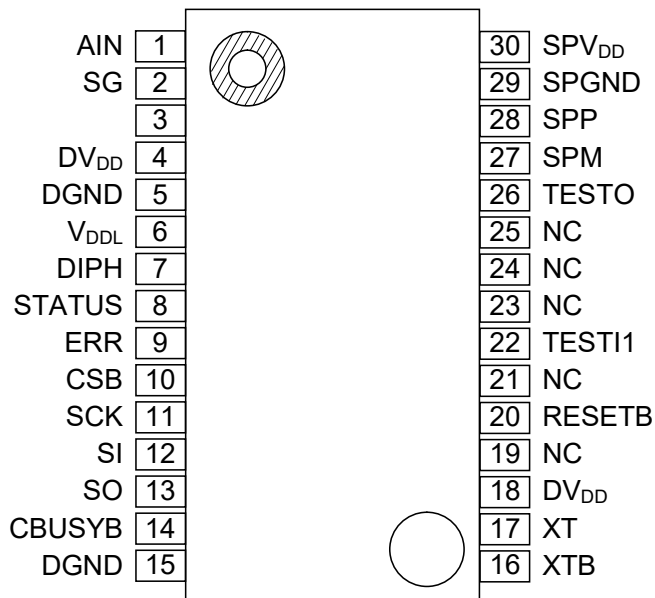 AIN 1 30 SPVDD
SG 2 29 SPGND
3 28 SPP
DVDD 4 27 SPM
DGND 5 26 TESTO
VDDL 6 25 NC
DIPH 7 24 NC
STATUS 8 23 NC
ERR 9 22 TESTI1
CSB 10 21 NC
SCK 11 20 RESETB
SI 12 19 NC
SO 13 18 DVDD
CBUSYB 14 17 XT
DGND 15 16 XTB